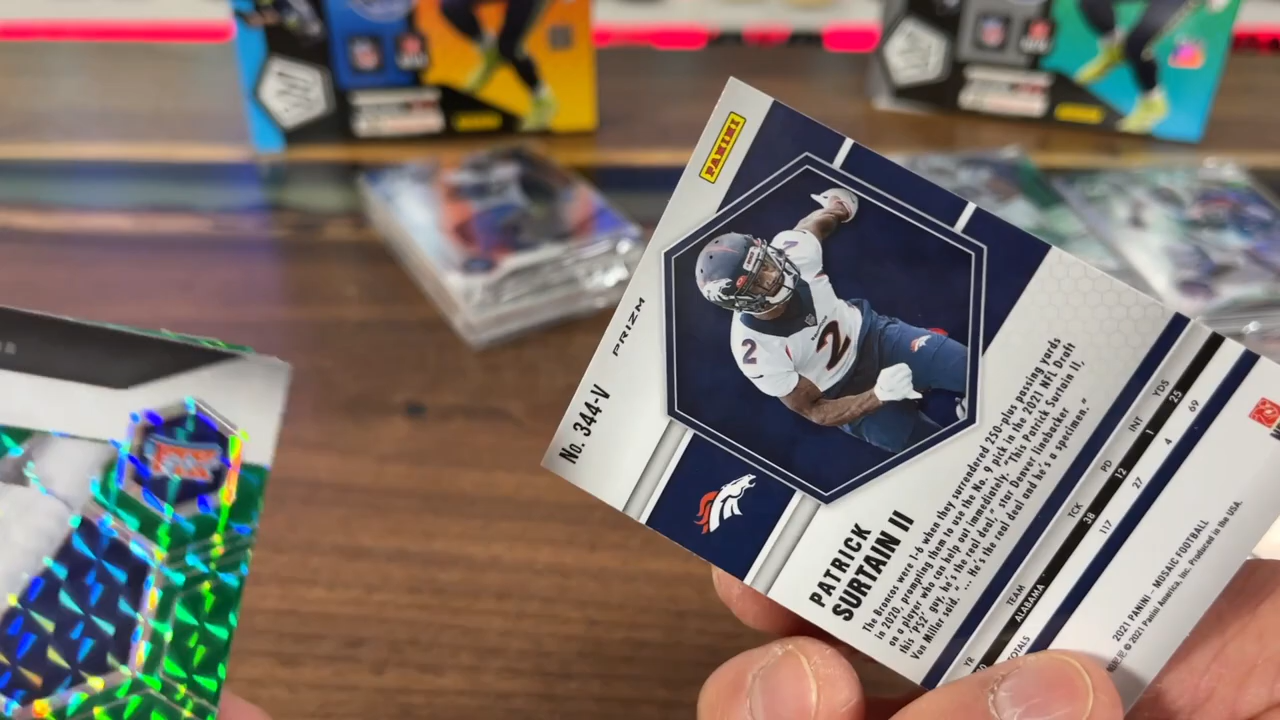 PANINI
PRIZM
No. 344-V
2
2
PATRICK
SURTAIN II
The Broncos were 1-6 when they surrendered 250-plus passing yards
in 2020, prompting them to use the No. 9 pick in the 2021 NFL Draft
on a player who can help out immediately. "This Patrick Surtain II,
this 'PS2' guy, he's the real deal," star Denver linebacker
Von Miller said. "... He's the real deal and he's a specimen."
YR TEAM TCK PD INT YDS
ALABAMA 38 12 1 25
117 27 4 69
2021 PANINI – MOSAIC FOOTBALL
© 2021 Panini America, Inc. Produced in the USA.